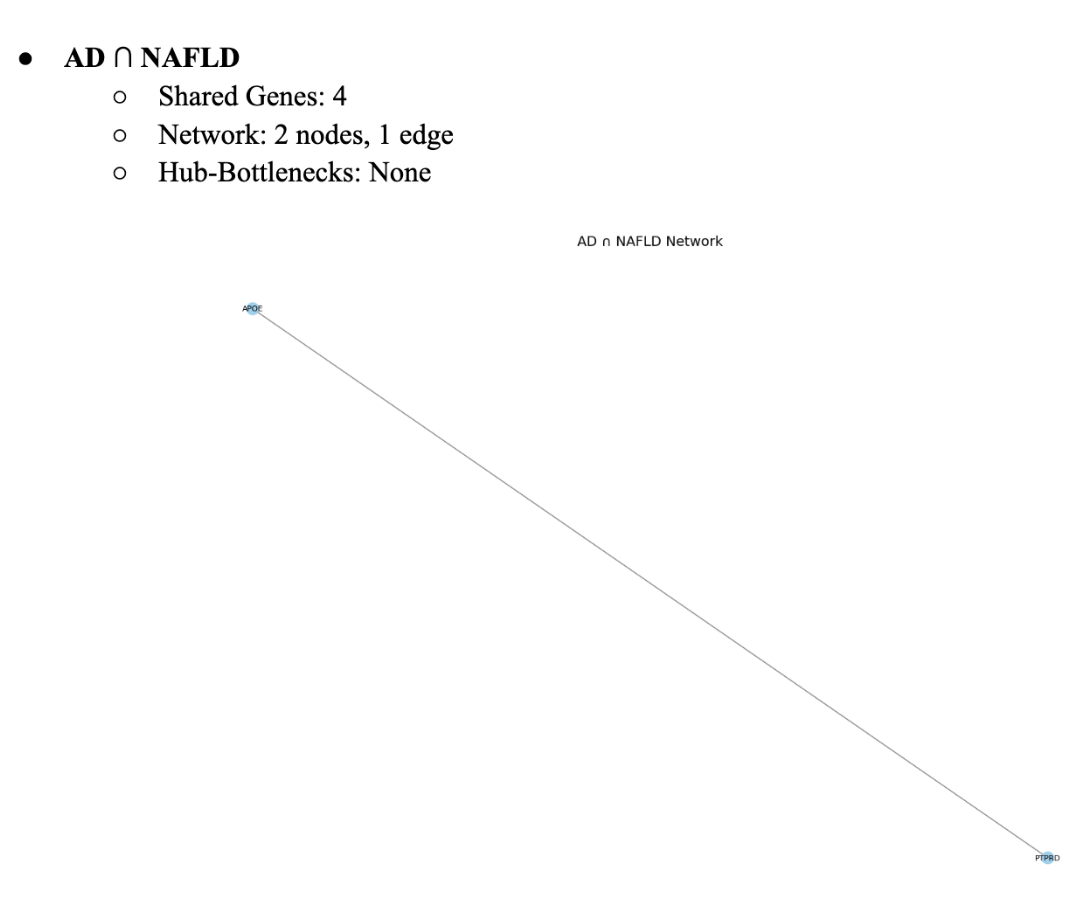 ● AD ∩ NAFLD
○ Shared Genes: 4
○ Network: 2 nodes, 1 edge
○ Hub-Bottlenecks: None
AD ∩ NAFLD Network
APOE
PTPRD